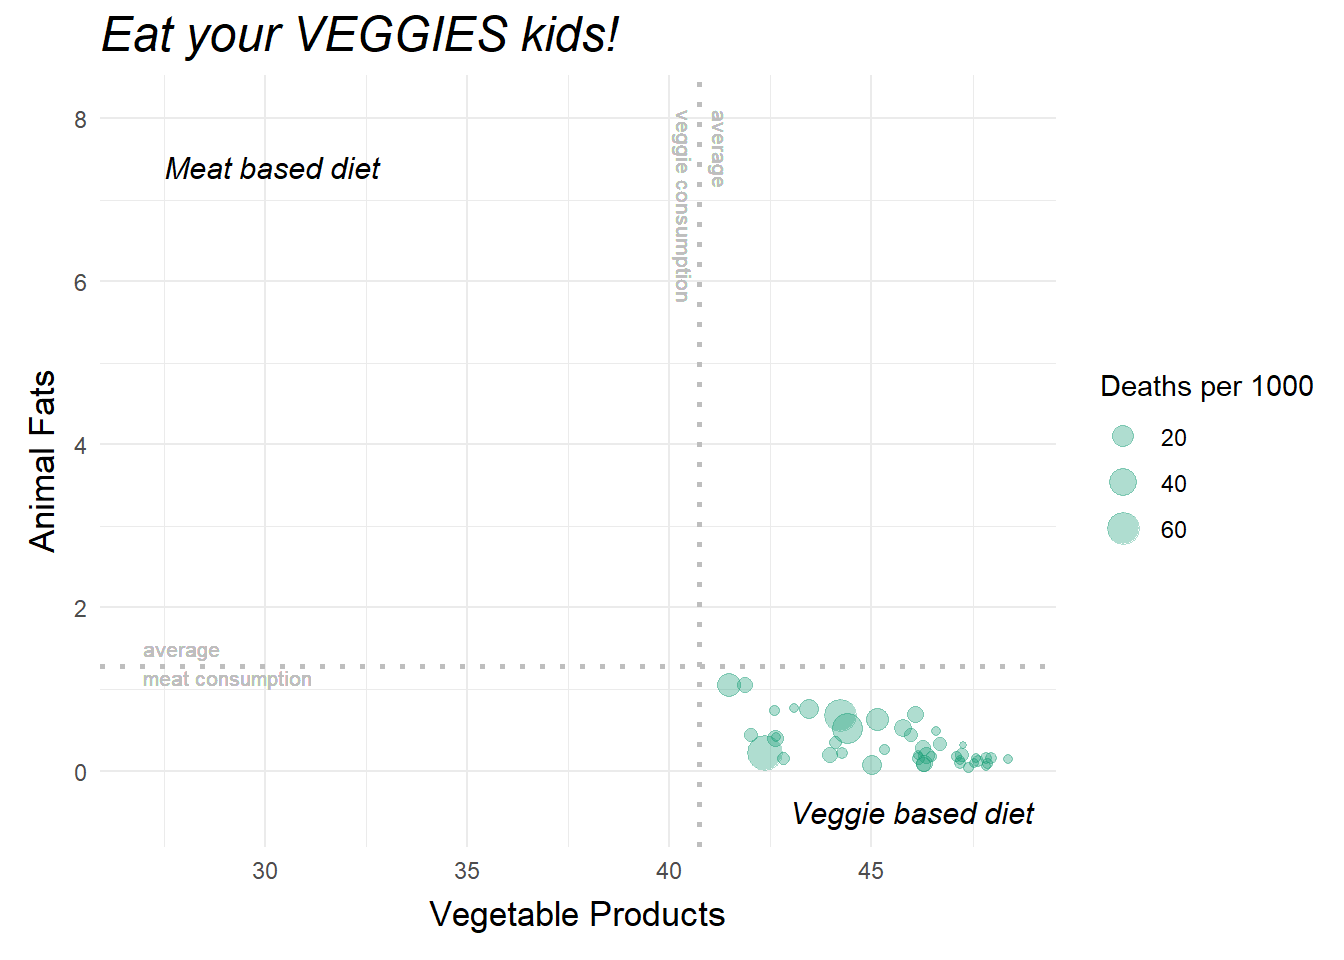 Eat your VEGGIES kids!
8
6
4
2
0
Animal Fats
Meat based diet
average
veggie consumption
average
meat consumption
Veggie based diet
30
35
40
45
Vegetable Products
Deaths per 1000
20
40
60